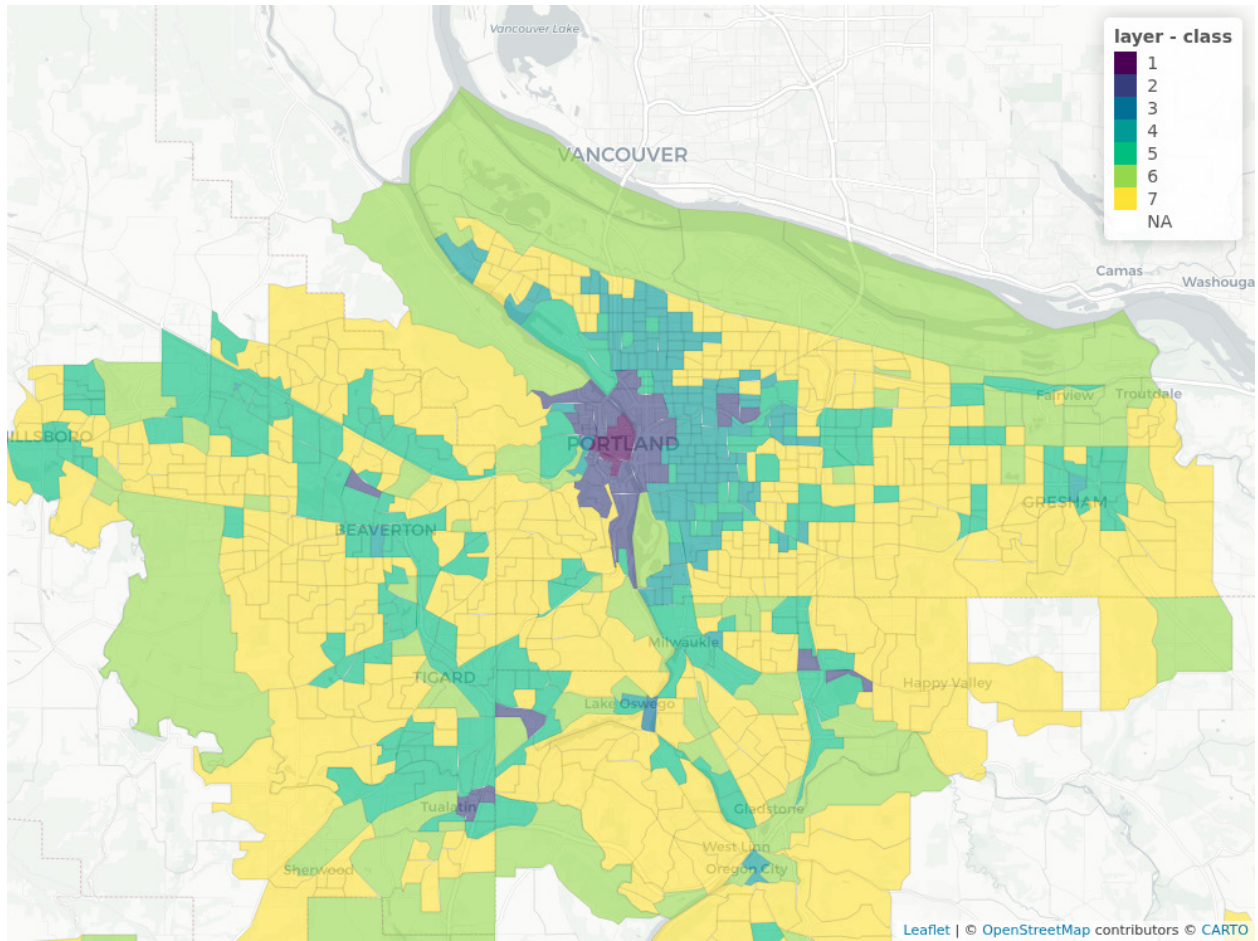 Vancouver Lake
layer - class
1
2
3
4
5
6
7
NA
VANCOUVER
Camas
Washouga
Fairview
Troutdale
ILLSBORO
PORTLAND
GRESHAM
BEAVERTON
Milwaukie
TIGARD
Happy Valley
Lake Oswego
Tualatin
Gladstone
West Linn
Oregon City
Sherwood
Leaflet | © OpenStreetMap contributors © CARTO